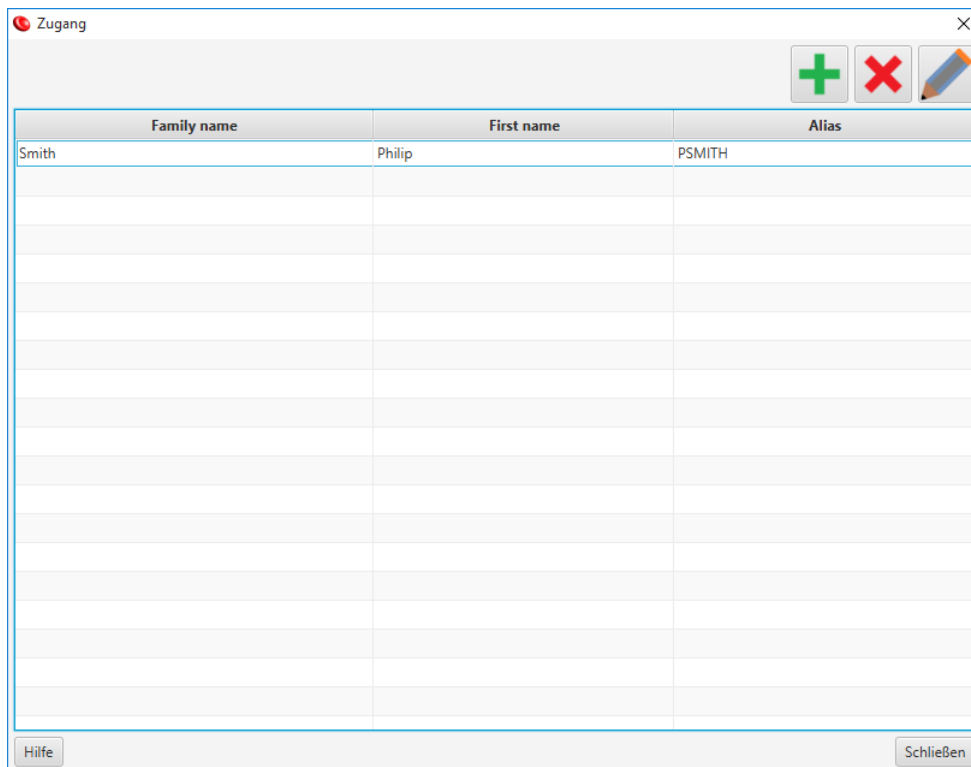 Zugang
Family name First name Alias
Smith Philip PSMITH
Hilfe Schließen